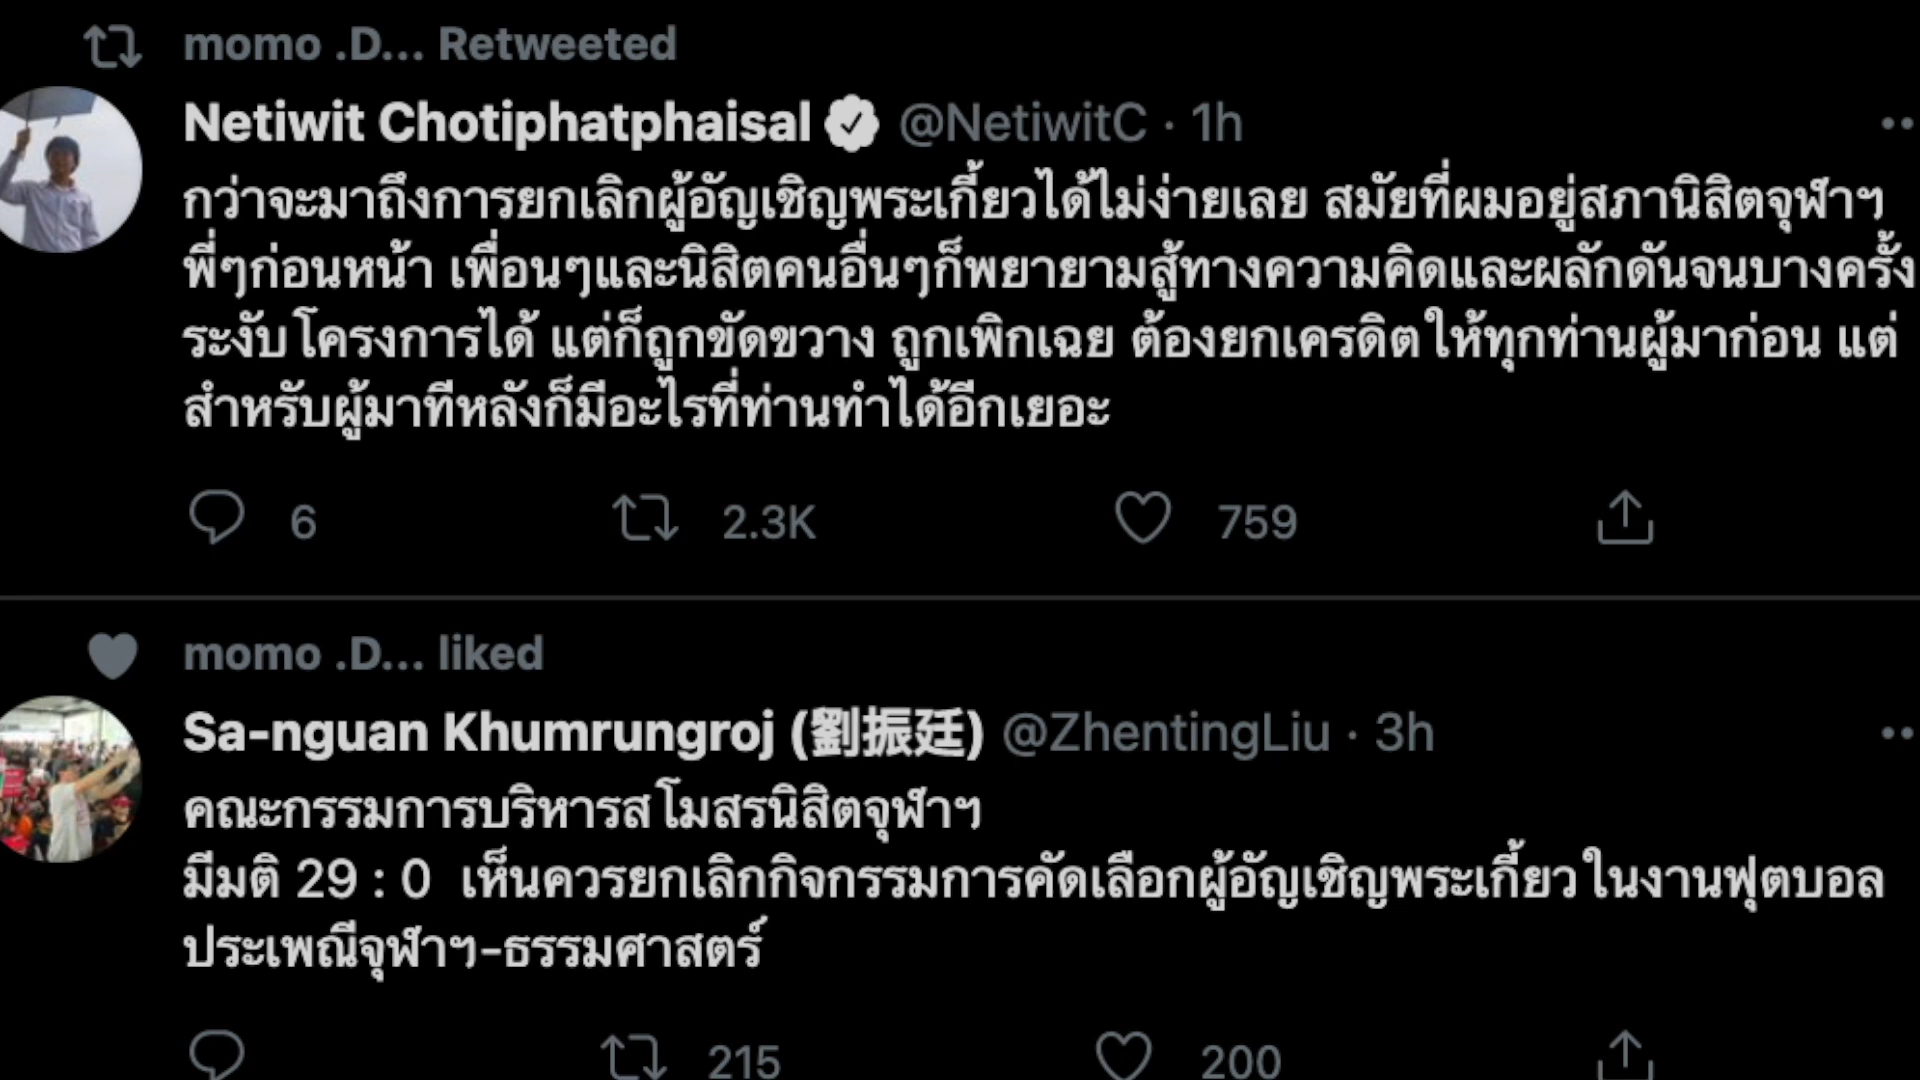 momo .D... Retweeted
Netiwit Chotiphatphaisal @NetiwitC · 1h
กว่าจะมาถึงการยกเลิกผู้อัญเชิญพระเกี้ยวได้ไม่ง่ายเลย สมัยที่ผมอยู่สภานิสิตจุฬาฯ
พี่ๆก่อนหน้า เพื่อนๆและนิสิตคนอื่นๆก็พยายามสู้ทางความคิดและผลักดันจนบางครั้ง
ระงับโครงการได้ แต่ก็ถูกขัดขวาง ถูกเพิกเฉย ต้องยกเครดิตให้ทุกท่านผู้มาก่อน แต่
สำหรับผู้มาทีหลังก็มีอะไรที่ท่านทำได้อีกเยอะ
6 2.3K 759
momo .D... liked
Sa-nguan Khumrungroj (劉振廷) @ZhentingLiu · 3h
คณะกรรมการบริหารสโมสรนิสิตจุฬาฯ
มีมติ 29 : 0 เห็นควรยกเลิกกิจกรรมการคัดเลือกผู้อัญเชิญพระเกี้ยวในงานฟุตบอล
ประเพณีจุฬาฯ-ธรรมศาสตร์
215 200